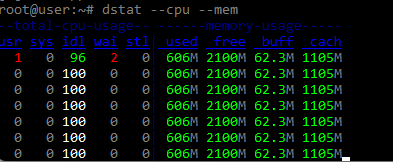 root@user:~# dstat --cpu --mem
--total-cpu-usage-- ------memory-usage-----
usr sys idl wai stl| used  free  buff  cach
  1   0  96   2   0| 606M 2100M 62.3M 1105M
  0   0 100   0   0| 606M 2100M 62.3M 1105M
  0   0 100   0   0| 606M 2100M 62.3M 1105M
  0   0 100   0   0| 606M 2100M 62.3M 1105M
  0   0 100   0   0| 606M 2100M 62.3M 1105M
  0   0 100   0   0| 606M 2100M 62.3M 1105M
  0   0 100   0   0| 606M 2100M 62.3M 1105M